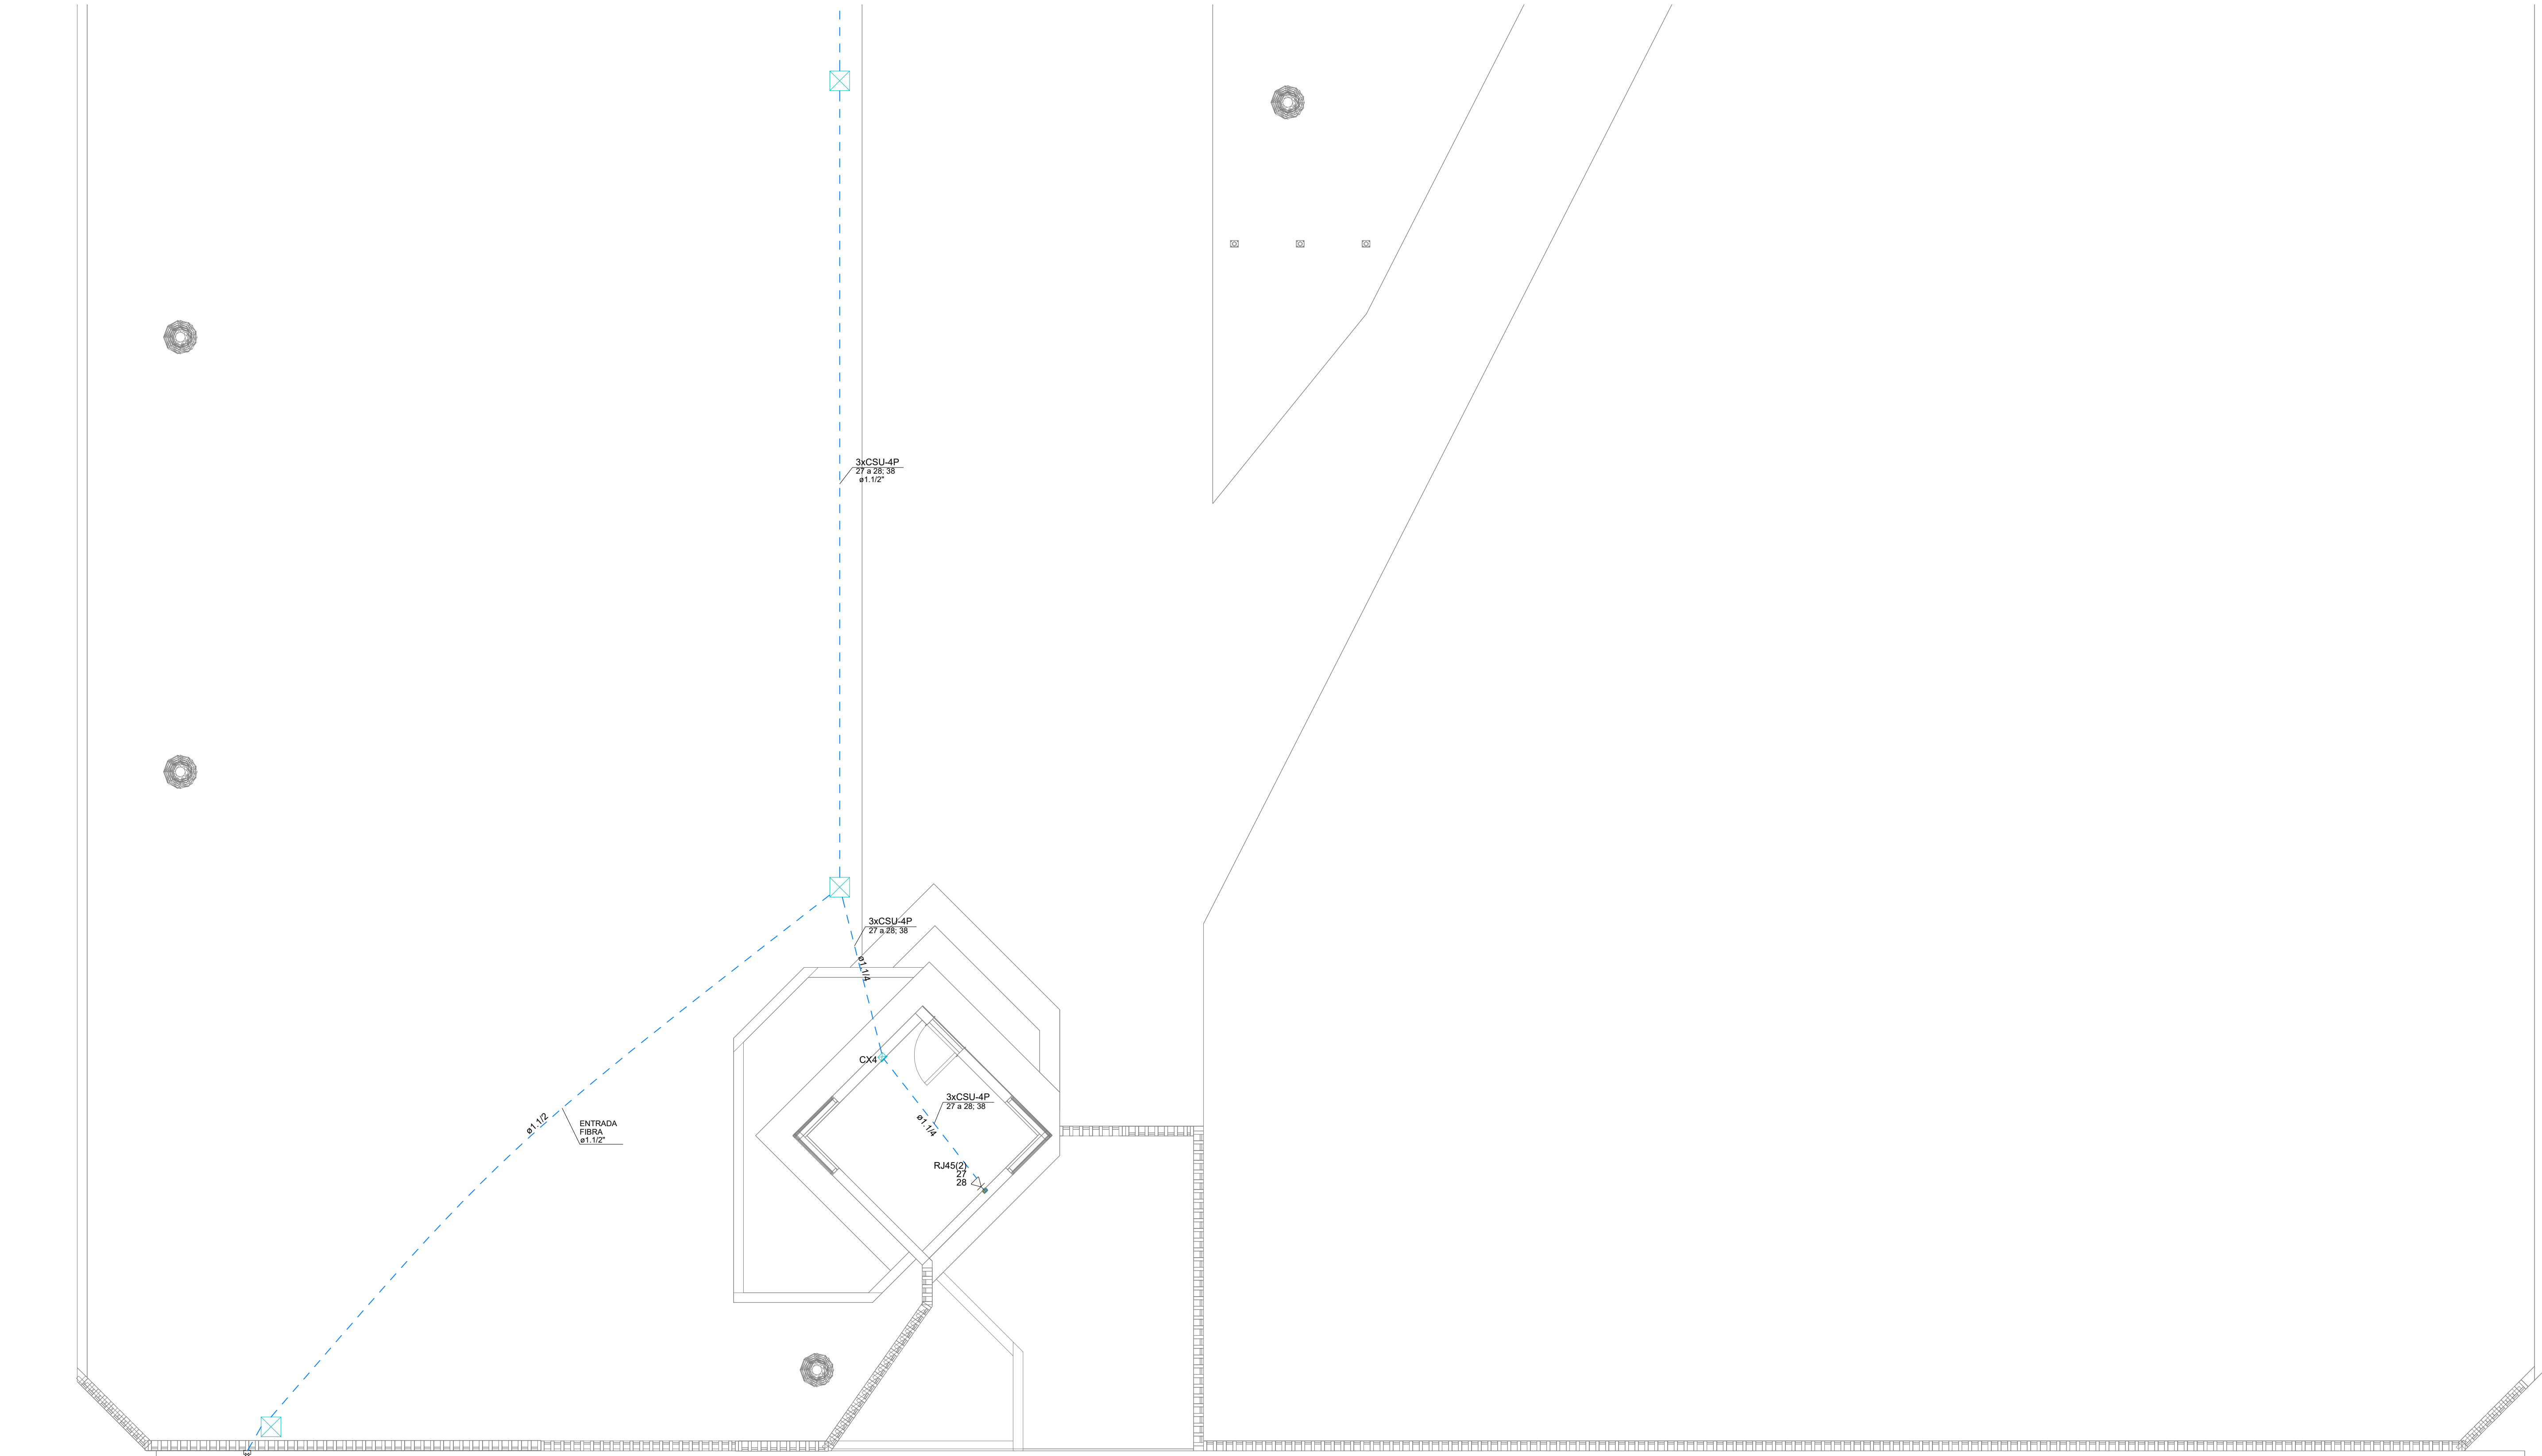 3xCSU-4P
27 a 28; 38
ø1.1/2"
3xCSU-4P
27 a 28; 38
ø1.1/4
CX4
3xCSU-4P
27 a 28; 38
ø1.1/4
ø1.1/2
ENTRADA
FIBRA
ø1.1/2"
RJ45(2)
27
28